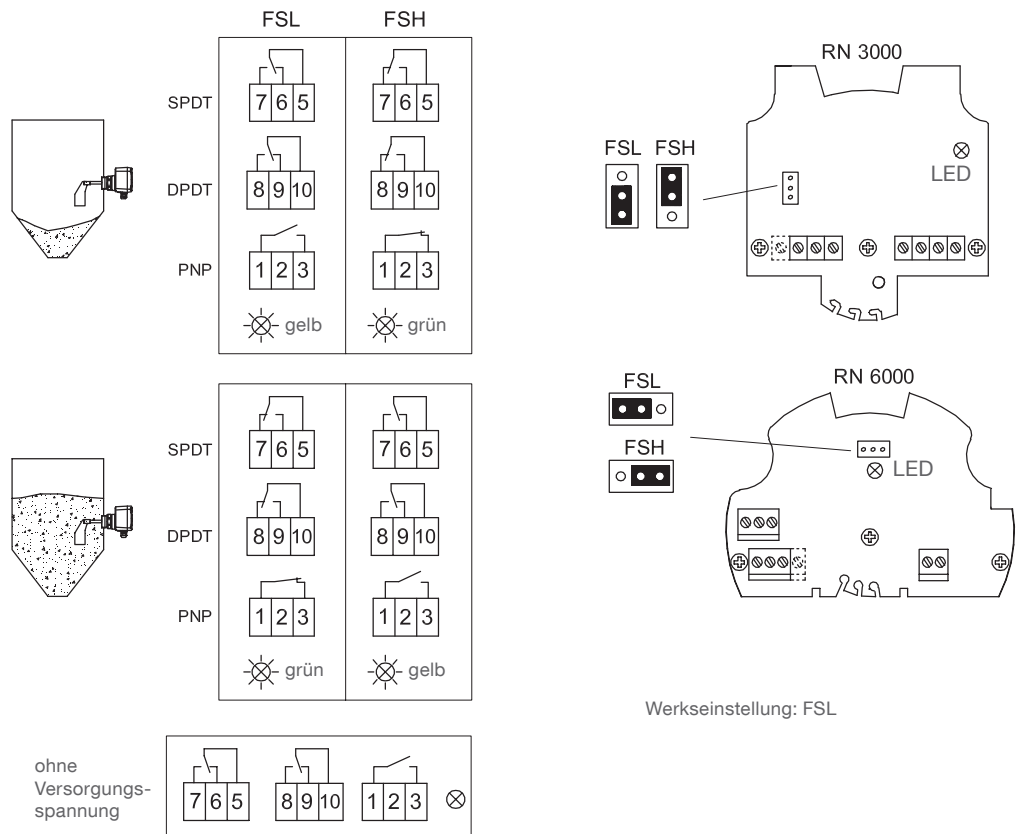 FSL FSH
SPDT
7 6 5 7 6 5
DPDT
8 9 10 8 9 10
PNP
1 2 3 1 2 3
gelb grün
SPDT
7 6 5 7 6 5
DPDT
8 9 10 8 9 10
PNP
1 2 3 1 2 3
grün gelb
ohne
Versorgungs-
spannung
7 6 5 8 9 10 1 2 3
RN 3000
FSL FSH
LED
RN 6000
FSL
FSH
LED
Werkseinstellung: FSL